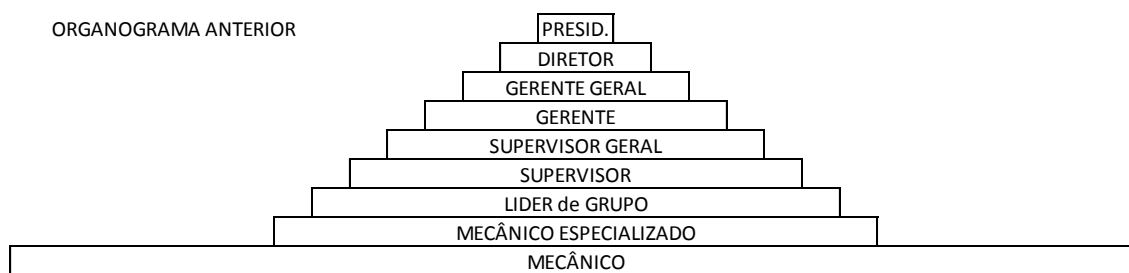 ORGANOGRAMA ANTERIOR
PRESID.
DIRETOR
GERENTE GERAL
GERENTE
SUPERVISOR GERAL
SUPERVISOR
LIDER de GRUPO
MECÂNICO ESPECIALIZADO
MECÂNICO